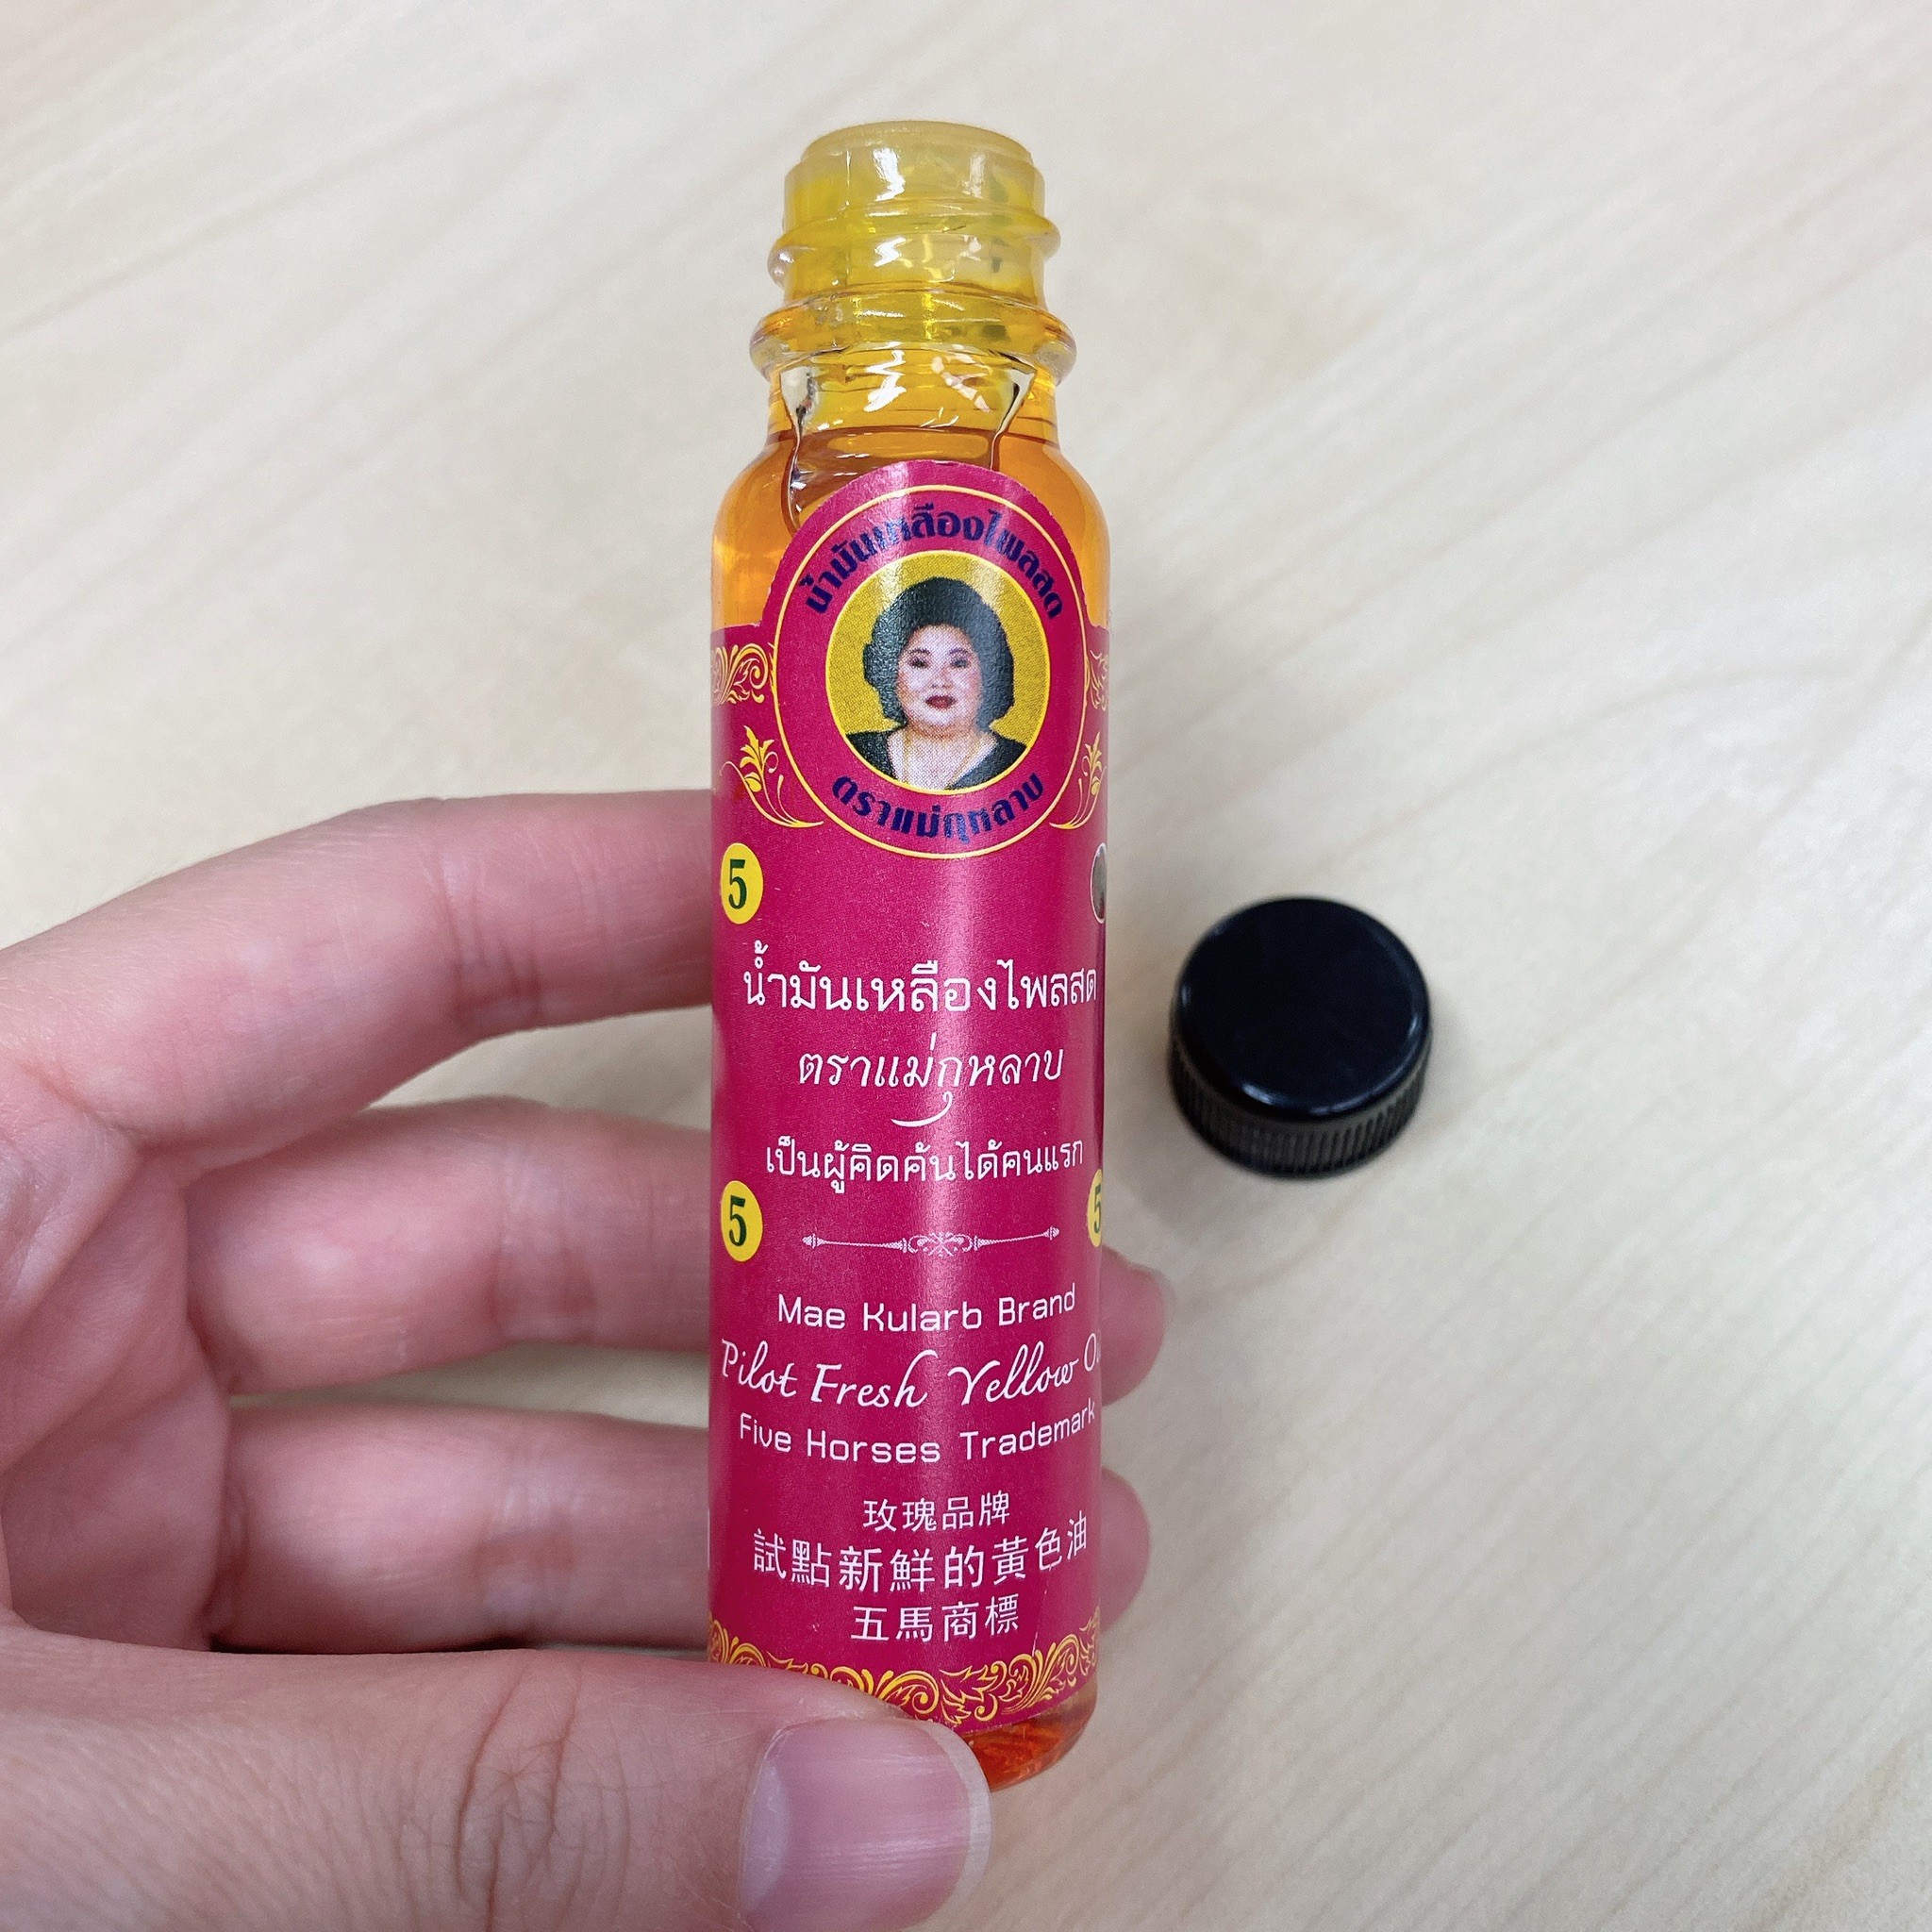 น้ำมันเหลืองไพลสด
ตราแม่กุหลาบ
5
น้ำมันเหลืองไพลสด
ตราแม่กุหลาบ
เป็นผู้คิดค้นได้คนแรก
5 5
Mae Kularb Brand
Pilot Fresh Yellow
Five Horses Trademark
玫瑰品牌
試點新鮮的黃色油
五馬商標